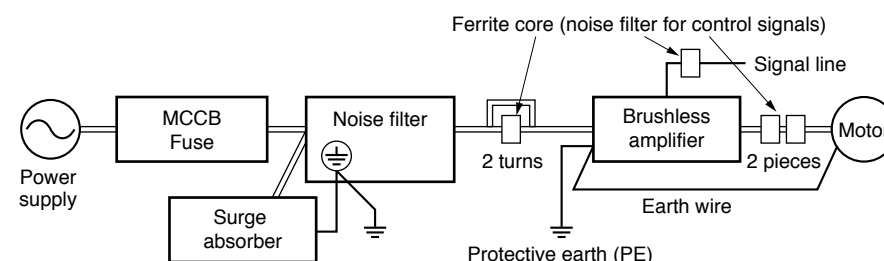 Ferrite core (noise filter for control signals)
Signal line
MCCB
Fuse
Noise filter
Brushless
amplifier
Motor
2 turns
2 pieces
Power
supply
Surge
absorber
Earth wire
Protective earth (PE)